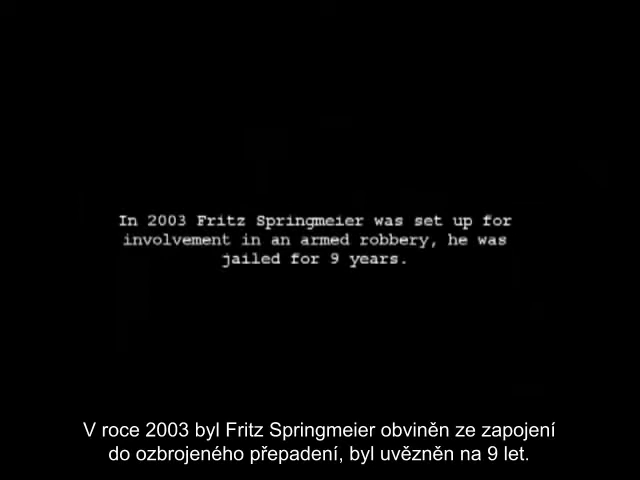 In 2003 Fritz Springmeier was set up for
involvement in an armed robbery, he was
jailed for 9 years.
V roce 2003 byl Fritz Springmeier obviněn ze zapojení
do ozbrojeného přepadení, byl uvězněn na 9 let.